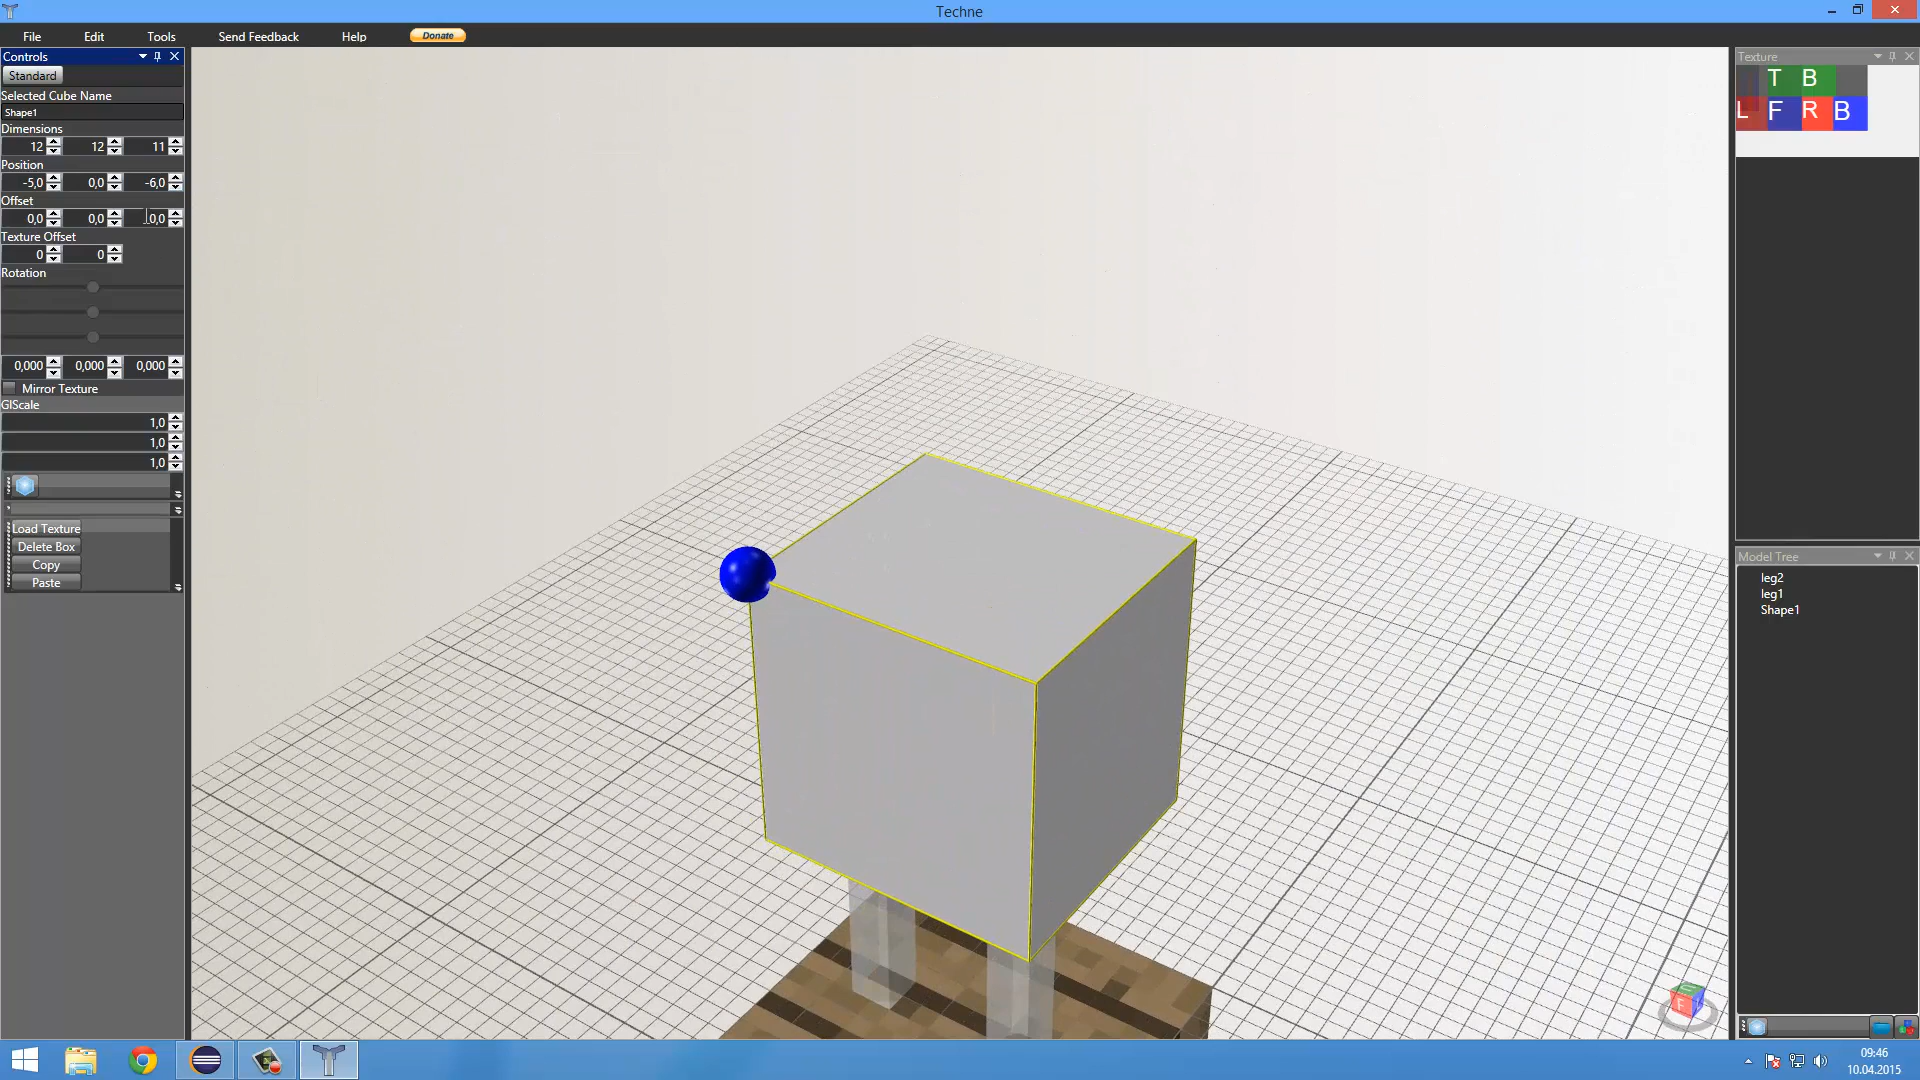 Techne
File Edit Tools Send Feedback Help Donate
Controls
Standard
Selected Cube Name
Shape1
Dimensions
12 12 11
Position
-5,0 0,0 -6,0
Offset
0,0 0,0 0,0
Texture Offset
0 0
Rotation
0,000 0,000 0,000
Mirror Texture
GlScale
1,0
1,0
1,0
Load Texture
Delete Box
Copy
Paste
Texture
T B
L F R B
Model Tree
leg2
leg1
Shape1
09:46
10.04.2015